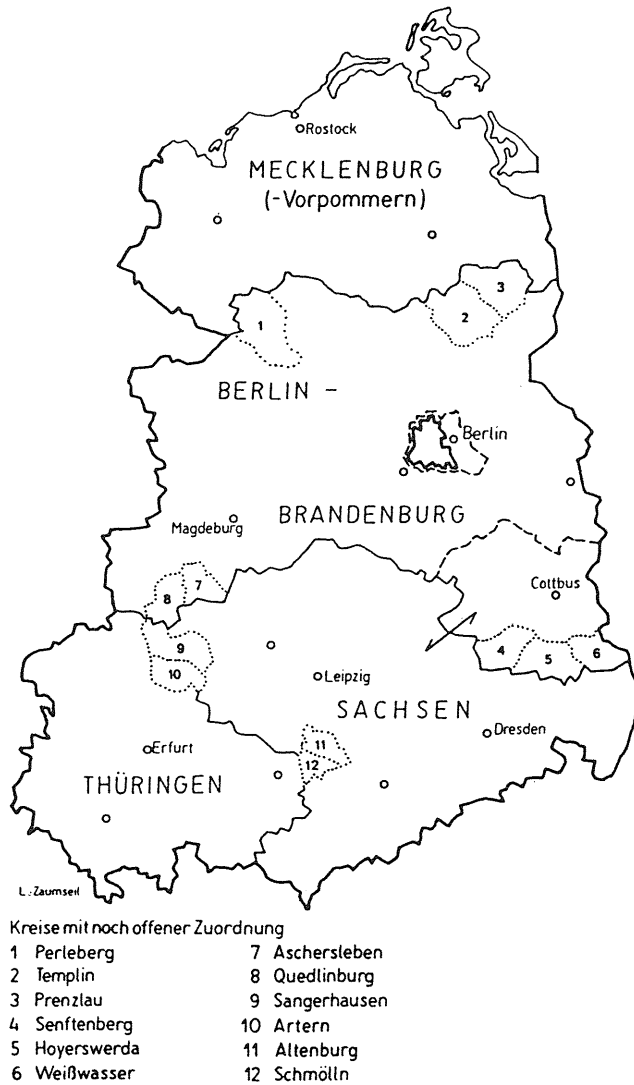 Rostock
MECKLENBURG
(-Vorpommern)
3
2
1
BERLIN –
Berlin
BRANDENBURG
Magdeburg
Cottbus
7
8
9
10
4
5
6
Leipzig
SACHSEN
Dresden
Erfurt
11
12
THÜRINGEN
L. Zaumseil
Kreise mit noch offener Zuordnung
1 Perleberg
2 Templin
3 Prenzlau
4 Senftenberg
5 Hoyerswerda
6 Weißwasser
7 Aschersleben
8 Quedlinburg
9 Sangerhausen
10 Artern
11 Altenburg
12 Schmölln